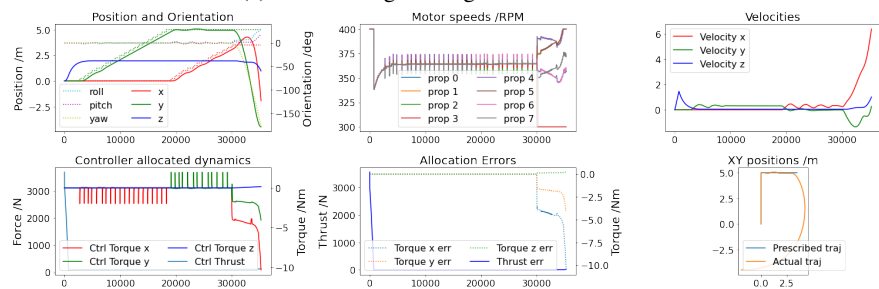 Position and Orientation
Motor speeds /RPM
Velocities
Position /m
5.0
2.5
0.0
−2.5
0
−50
−100
−150
Orientation /deg
roll
pitch
yaw
x
y
z
0
10000
20000
30000
400
375
350
325
300
prop 0
prop 1
prop 2
prop 3
prop 4
prop 5
prop 6
prop 7
0
10000
20000
30000
6
4
2
0
Velocity x
Velocity y
Velocity z
0
10000
20000
30000
Controller allocated dynamics
Allocation Errors
XY positions /m
Force /N
3000
2000
1000
0
0
−5
−10
Torque /Nm
Ctrl Torque x
Ctrl Torque y
Ctrl Torque z
Ctrl Thrust
0
10000
20000
30000
Thrust /N
3000
2000
1000
0
0.0
−2.5
−5.0
−7.5
−10.0
Torque /Nm
Torque x err
Torque y err
Torque z err
Thrust err
0
10000
20000
30000
5.0
2.5
0.0
−2.5
Prescribed traj
Actual traj
0.0
2.5